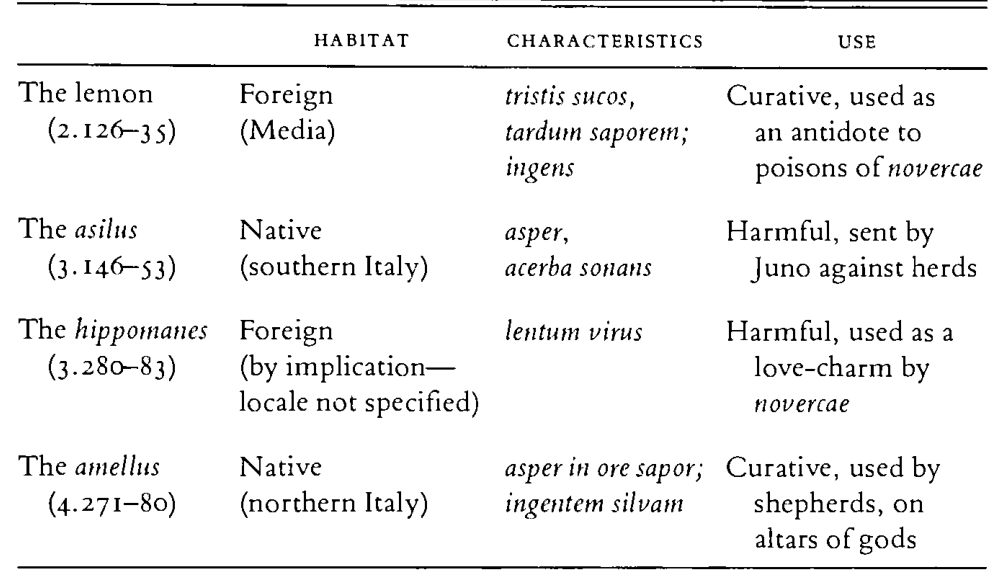 HABITAT CHARACTERISTICS USE
The lemon Foreign tristis sucos, Curative, used as
(2.126–35) (Media) tardum saporem; an antidote to
ingens poisons of novercae
The asilus Native asper, Harmful, sent by
(3.146–53) (southern Italy) acerba sonans Juno against herds
The hippomanes Foreign lentum virus Harmful, used as a
(3.280–83) (by implication— love-charm by
locale not specified) novercae
The amellus Native asper in ore sapor; Curative, used by
(4.271–80) (northern Italy) ingentem silvam shepherds, on
altars of gods